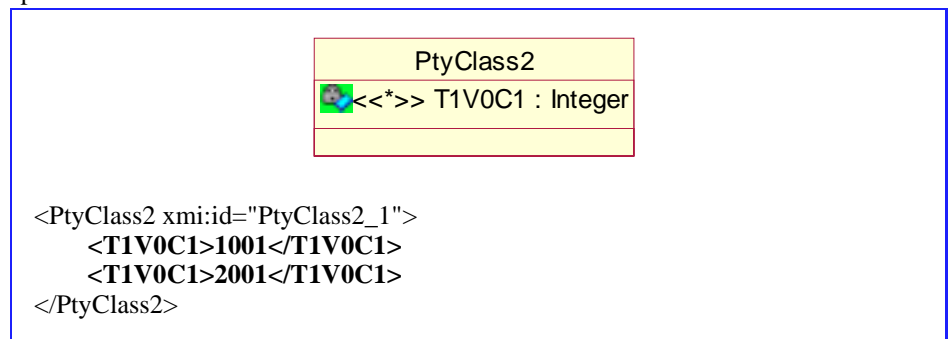 PtyClass2
<<*>> T1V0C1 : Integer
<PtyClass2 xmi:id="PtyClass2_1">
<T1V0C1>1001</T1V0C1>
<T1V0C1>2001</T1V0C1>
</PtyClass2>